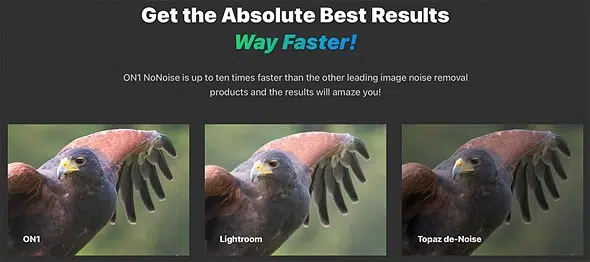 Get the Absolute Best Results
Way Faster!
ON1 NoNoise is up to ten times faster than the other leading image noise removal
products and the results will amaze you!
ON1
Lightroom
Topaz de-Noise